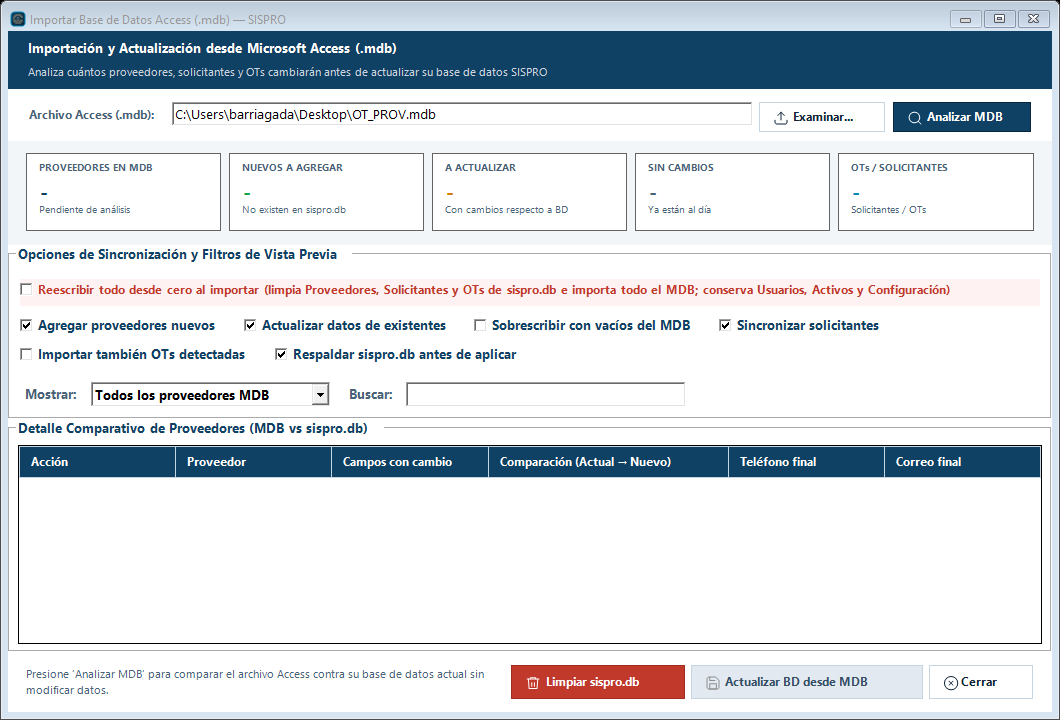 Importar Base de Datos Access (.mdb) — SISPRO
Importación y Actualización desde Microsoft Access (.mdb)
Analiza cuántos proveedores, solicitantes y OTs cambiarán antes de actualizar su base de datos SISPRO
Archivo Access (.mdb): C:\Users\barriagada\Desktop\OT_PROV.mdb Examinar... Analizar MDB
PROVEEDORES EN MDB NUEVOS A AGREGAR A ACTUALIZAR SIN CAMBIOS OTs / SOLICITANTES
- - - - -
Pendiente de análisis No existen en sispro.db Con cambios respecto a BD Ya están al día Solicitantes / OTs
Opciones de Sincronización y Filtros de Vista Previa
Reescribir todo desde cero al importar (limpia Proveedores, Solicitantes y OTs de sispro.db e importa todo el MDB; conserva Usuarios, Activos y Configuración)
Agregar proveedores nuevos Actualizar datos de existentes Sobrescribir con vacíos del MDB Sincronizar solicitantes
Importar también OTs detectadas Respaldar sispro.db antes de aplicar
Mostrar: Todos los proveedores MDB Buscar:
Detalle Comparativo de Proveedores (MDB vs sispro.db)
Acción Proveedor Campos con cambio Comparación (Actual → Nuevo) Teléfono final Correo final
Presione 'Analizar MDB' para comparar el archivo Access contra su base de datos actual sin
modificar datos.
Limpiar sispro.db Actualizar BD desde MDB Cerrar